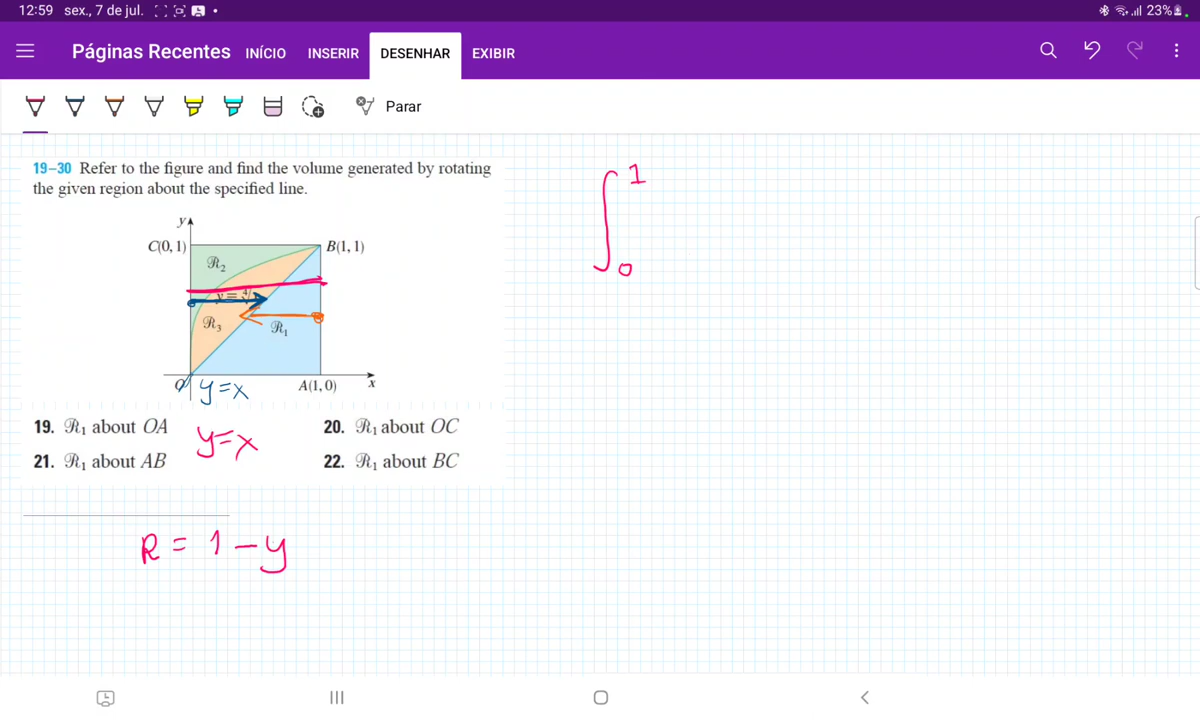 12:59 sex., 7 de jul.
23%
Páginas Recentes INÍCIO INSERIR DESENHAR EXIBIR
Parar
19–30 Refer to the figure and find the volume generated by rotating
the given region about the specified line.
y
C(0, 1)
B(1, 1)
ℛ₂
ℛ₃
ℛ₁
O
A(1, 0)
x
y=x
19. ℛ₁ about OA
20. ℛ₁ about OC
y=x
21. ℛ₁ about AB
22. ℛ₁ about BC
R = 1 - y
∫
1
0